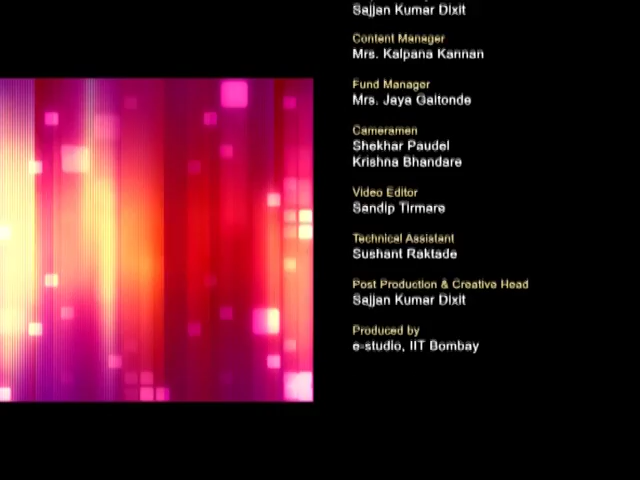 Sajjan Kumar Dixit
Content Manager
Mrs. Kalpana Kannan
Fund Manager
Mrs. Jaya Gaitonde
Cameramen
Shekhar Paudel
Krishna Bhandare
Video Editor
Sandip Tirmare
Technical Assistant
Sushant Raktade
Post Production & Creative Head
Sajjan Kumar Dixit
Produced by
e-studio, IIT Bombay